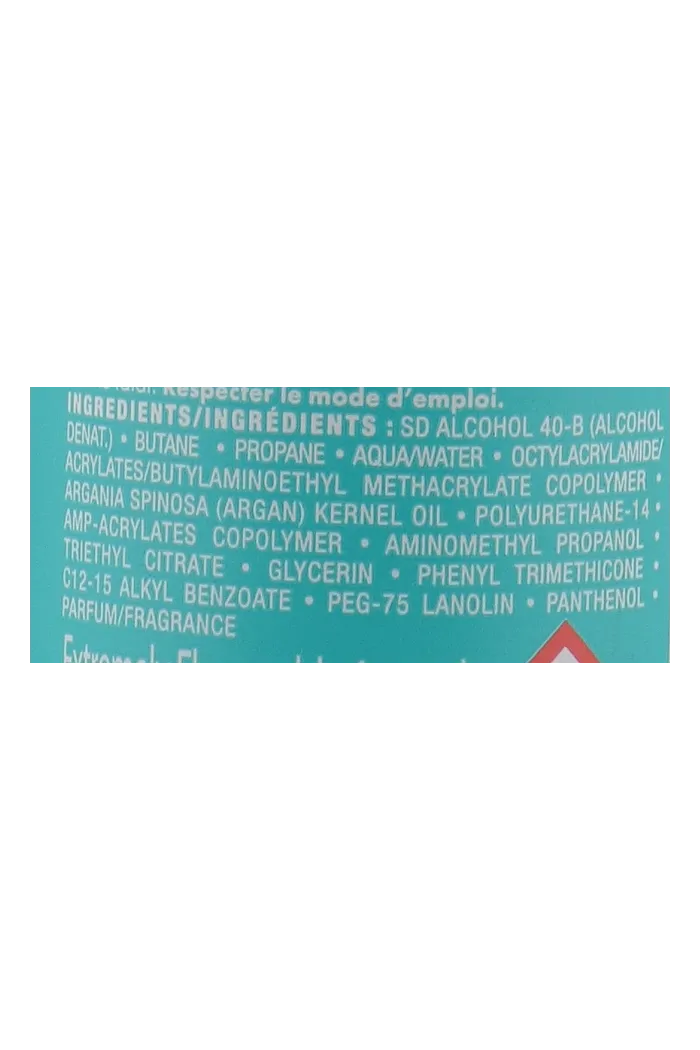 Respecter le mode d'emploi.
INGREDIENTS/INGRÉDIENTS : SD ALCOHOL 40-B (ALCOHOL
DENAT.) • BUTANE • PROPANE • AQUA/WATER • OCTYLACRYLAMIDE/
ACRYLATES/BUTYLAMINOETHYL METHACRYLATE COPOLYMER •
ARGANIA SPINOSA (ARGAN) KERNEL OIL • POLYURETHANE-14 •
AMP-ACRYLATES COPOLYMER • AMINOMETHYL PROPANOL •
TRIETHYL CITRATE • GLYCERIN • PHENYL TRIMETHICONE •
C12-15 ALKYL BENZOATE • PEG-75 LANOLIN • PANTHENOL •
PARFUM/FRAGRANCE